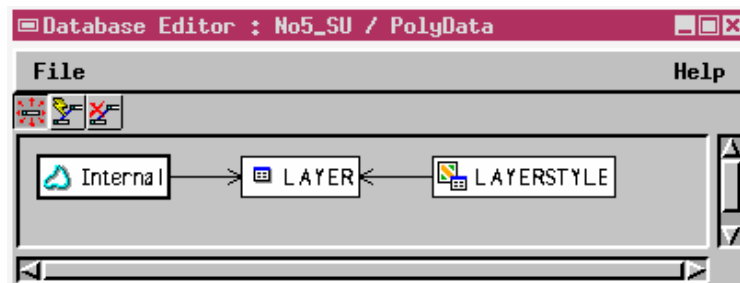 Database Editor : No5_SU / PolyData
File Help
Internal LAYER LAYERSTYLE